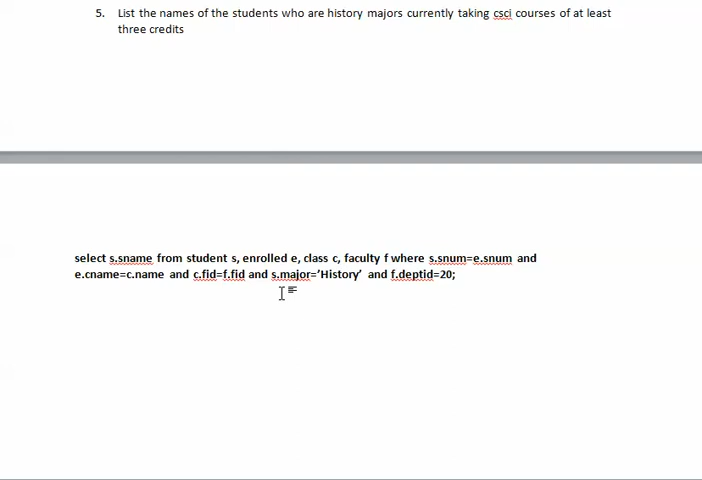 5. List the names of the students who are history majors currently taking csci courses of at least
three credits
select s.sname from student s, enrolled e, class c, faculty f where s.snum=e.snum and
e.cname=c.name and c.fid=f.fid and s.major=’History’ and f.deptid=20;